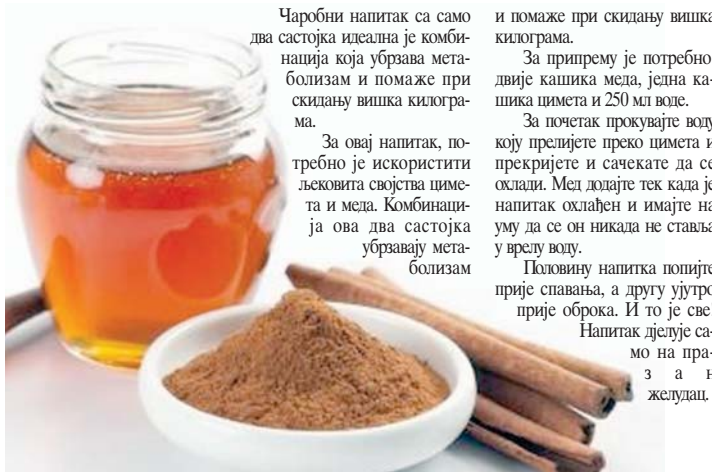 Чаробни напитак са само
два састојка идеална је комби-
нација која убрзава мета-
болизам и помаже при
скидању вишка килогра-
ма.
За овај напитак, по-
требно је искористити
љековита својства циме-
та и меда. Комбинаци-
ја ова два састојка
убрзавају мета-
болизам
и помаже при скидању вишка
килограма.
За припрему је потребно
двије кашика меда, једна ка-
шика цимета и 250 мл воде.
За почетак прокувајте воду
коју прелијете преко цимета и
прекријете и сачекате да се
охлади. Мед додајте тек када је
напитак охлађен и имајте на
уму да се он никада не ставља
у врелу воду.
Половину напитка попијте
прије спавања, а другу ујутро
прије оброка. И то је све.
Напитак дјелује са-
мо на пра-
з а н
желудац.